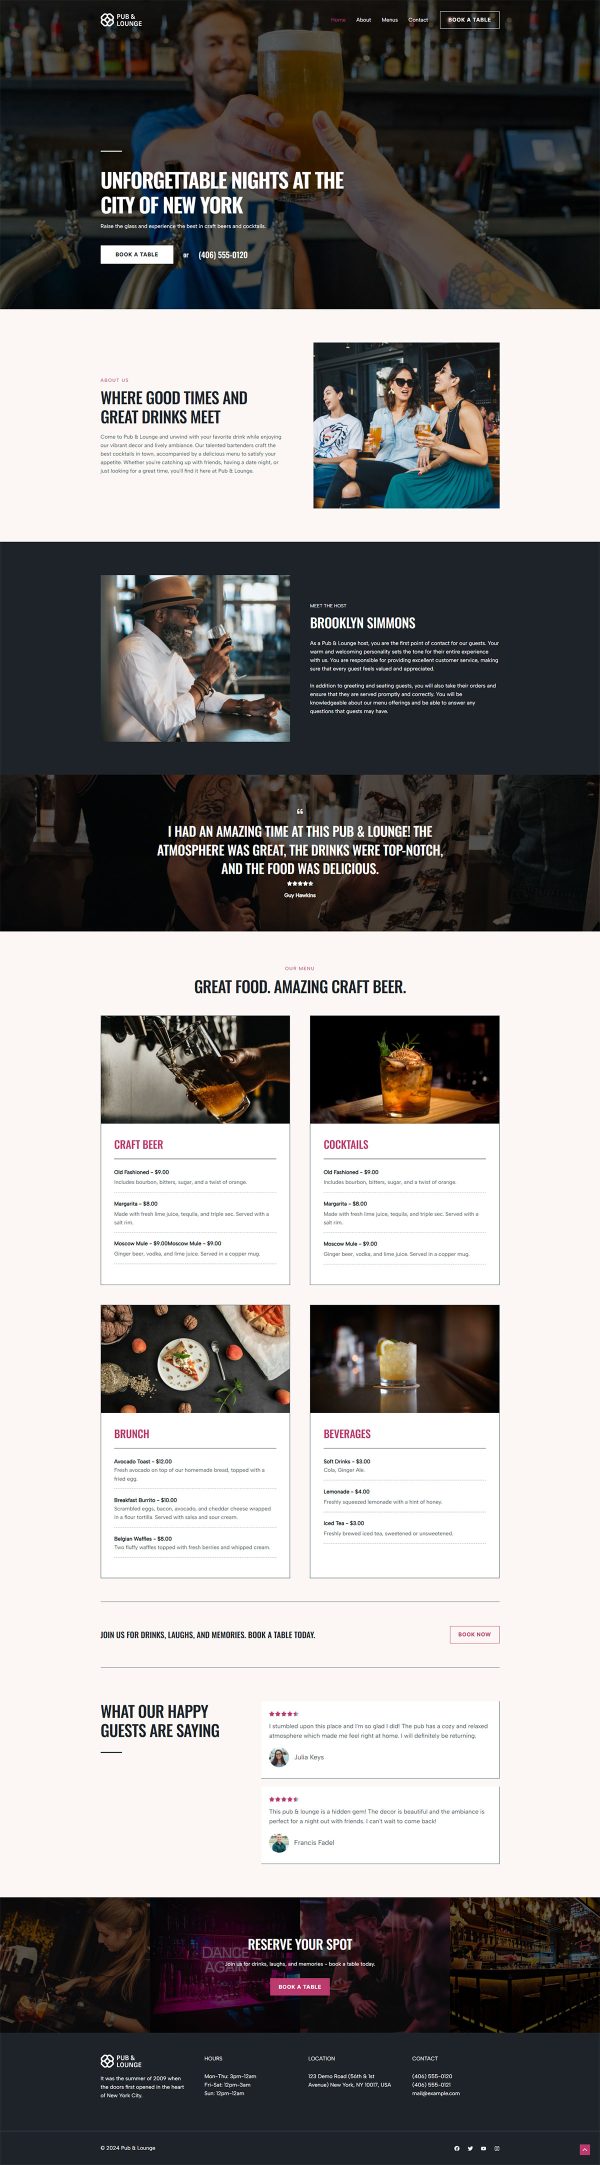 PUB &
LOUNGE
Home About Menus Contact BOOK A TABLE
UNFORGETTABLE NIGHTS AT THE
CITY OF NEW YORK
Raise the glass and experience the best in craft beers and cocktails.
BOOK A TABLE or (406) 555-0120
ABOUT US
WHERE GOOD TIMES AND
GREAT DRINKS MEET
Come to Pub & Lounge and unwind with your favorite drink while enjoying
our vibrant decor and lively ambiance. Our talented bartenders craft the
best cocktails in town, accompanied by a delicious menu to satisfy your
appetite. Whether you're catching up with friends, having a date night, or
just looking for a great time, you'll find it here at Pub & Lounge.
MEET THE HOST
BROOKLYN SIMMONS
As a Pub & Lounge host, you are the first point of contact for our guests. Your
warm and welcoming personality sets the tone for their entire experience
with us. You are responsible for providing excellent customer service, making
sure that every guest feels valued and appreciated.
In addition to greeting and seating guests, you will also take their orders and
ensure that they are served promptly and correctly. You will be
knowledgeable about our menu offerings and be able to answer any
questions that guests may have.
“
I HAD AN AMAZING TIME AT THIS PUB & LOUNGE! THE
ATMOSPHERE WAS GREAT, THE DRINKS WERE TOP-NOTCH,
AND THE FOOD WAS DELICIOUS.
Guy Hawkins
OUR MENU
GREAT FOOD. AMAZING CRAFT BEER.
CRAFT BEER
Old Fashioned - $9.00
Includes bourbon, bitters, sugar, and a twist of orange.
Margarita - $8.00
Made with fresh lime juice, tequila, and triple sec. Served with a
salt rim.
Moscow Mule - $9.00Moscow Mule - $9.00
Ginger beer, vodka, and lime juice. Served in a copper mug.
COCKTAILS
Old Fashioned - $9.00
Includes bourbon, bitters, sugar, and a twist of orange.
Margarita - $8.00
Made with fresh lime juice, tequila, and triple sec. Served with a
salt rim.
Moscow Mule - $9.00
Ginger beer, vodka, and lime juice. Served in a copper mug.
BRUNCH
Avocado Toast - $12.00
Fresh avocado on top of our homemade bread, topped with a
fried egg.
Breakfast Burrito - $10.00
Scrambled eggs, bacon, avocado, and chedder cheese wrapped
in a flour tortilla. Served with salsa and sour cream.
Belgian Waffles - $8.00
Two fluffy waffles topped with fresh berries and whipped cream.
BEVERAGES
Soft Drinks - $3.00
Cola, Ginger Ale.
Lemonade - $4.00
Freshly squeezed lemonade with a hint of honey.
Iced Tea - $3.00
Freshly brewed iced tea, sweetened or unsweetened.
JOIN US FOR DRINKS, LAUGHS, AND MEMORIES. BOOK A TABLE TODAY.
BOOK NOW
WHAT OUR HAPPY
GUESTS ARE SAYING
I stumbled upon this place and I'm so glad I did! The pub has a cozy and relaxed
atmosphere which made me feel right at home. I will definitely be returning.
Julia Keys
This pub & lounge is a hidden gem! The decor is beautiful and the ambiance is
perfect for a night out with friends. I can't wait to come back!
Francis Fadel
DANCE
AGAIN
RESERVE YOUR SPOT
Join us for drinks, laughs, and memories - book a table today.
BOOK A TABLE
PUB &
LOUNGE
It was the summer of 2009 when
the doors first opened in the heart
of New York City.
HOURS
Mon-Thu: 3pm-12am
Fri-Sat: 12pm-3am
Sun: 12pm-12am
LOCATION
123 Demo Road (56th & 1st
Avenue) New York, NY 10017, USA
CONTACT
(406) 555-0120
(406) 555-0121
mail@example.com
© 2024 Pub & Lounge